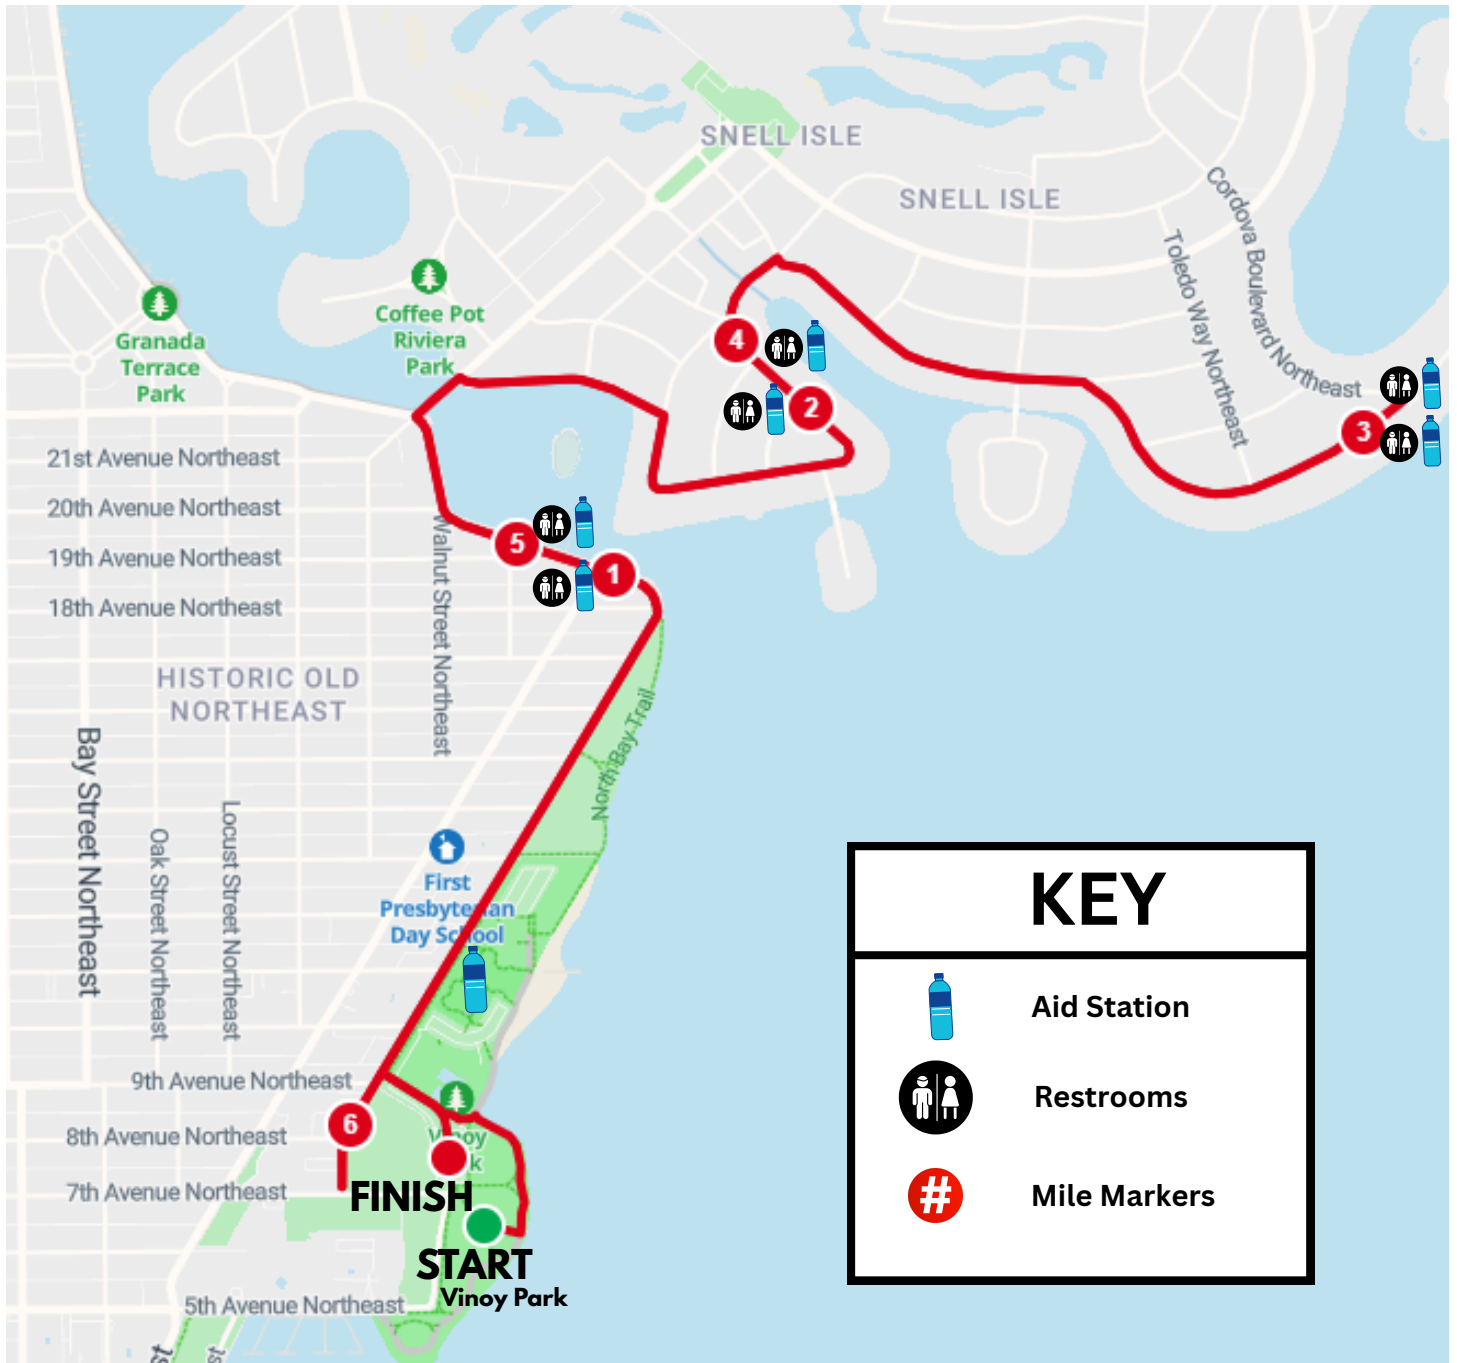 SNELL ISLE
SNELL ISLE
Cordova Boulevard Northeast
Toledo Way Northeast
Coffee Pot
Riviera
Park
Granada
Terrace
Park
4
2
3
21st Avenue Northeast
20th Avenue Northeast
19th Avenue Northeast
18th Avenue Northeast
5
1
Walnut Street Northeast
HISTORIC OLD
NORTHEAST
North Bay Trail
Bay Street Northeast
Oak Street Northeast
Locust Street Northeast
First
Presbyterian
Day School
KEY
Aid Station
Restrooms
#
Mile Markers
9th Avenue Northeast
6
8th Avenue Northeast
7th Avenue Northeast
Vinoy
FINISH
START
Vinoy Park
5th Avenue Northeast